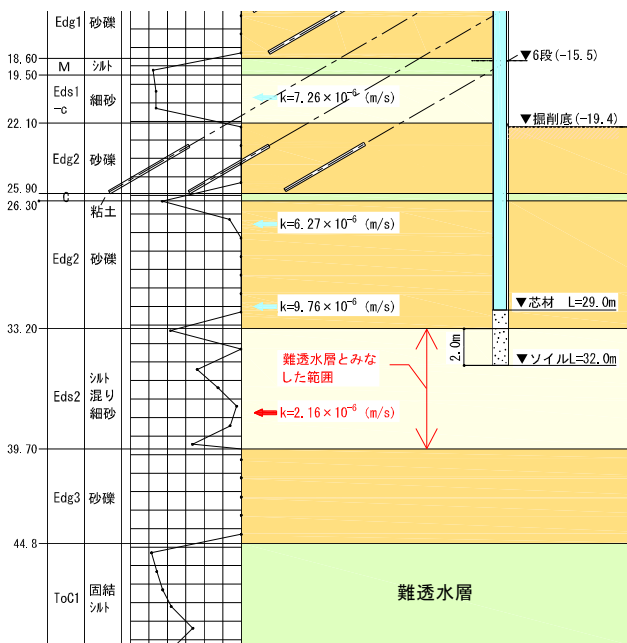 Edg1 砂礫
18.60
M シルト
▼6段(-15.5)
19.50
Eds1
-c 細砂
k=7.26×10⁻⁶ (m/s)
22.10
▼掘削底(-19.4)
Edg2 砂礫
25.90
C
26.30
粘土
k=6.27×10⁻⁶ (m/s)
Edg2 砂礫
k=9.76×10⁻⁶ (m/s)
▼芯材 L=29.0m
33.20
2.0m
難透水層とみな
した範囲
▼ソイルL=32.0m
Eds2
シルト
混り
細砂
k=2.16×10⁻⁶ (m/s)
39.70
Edg3 砂礫
44.8
ToC1
固結
シルト
難透水層